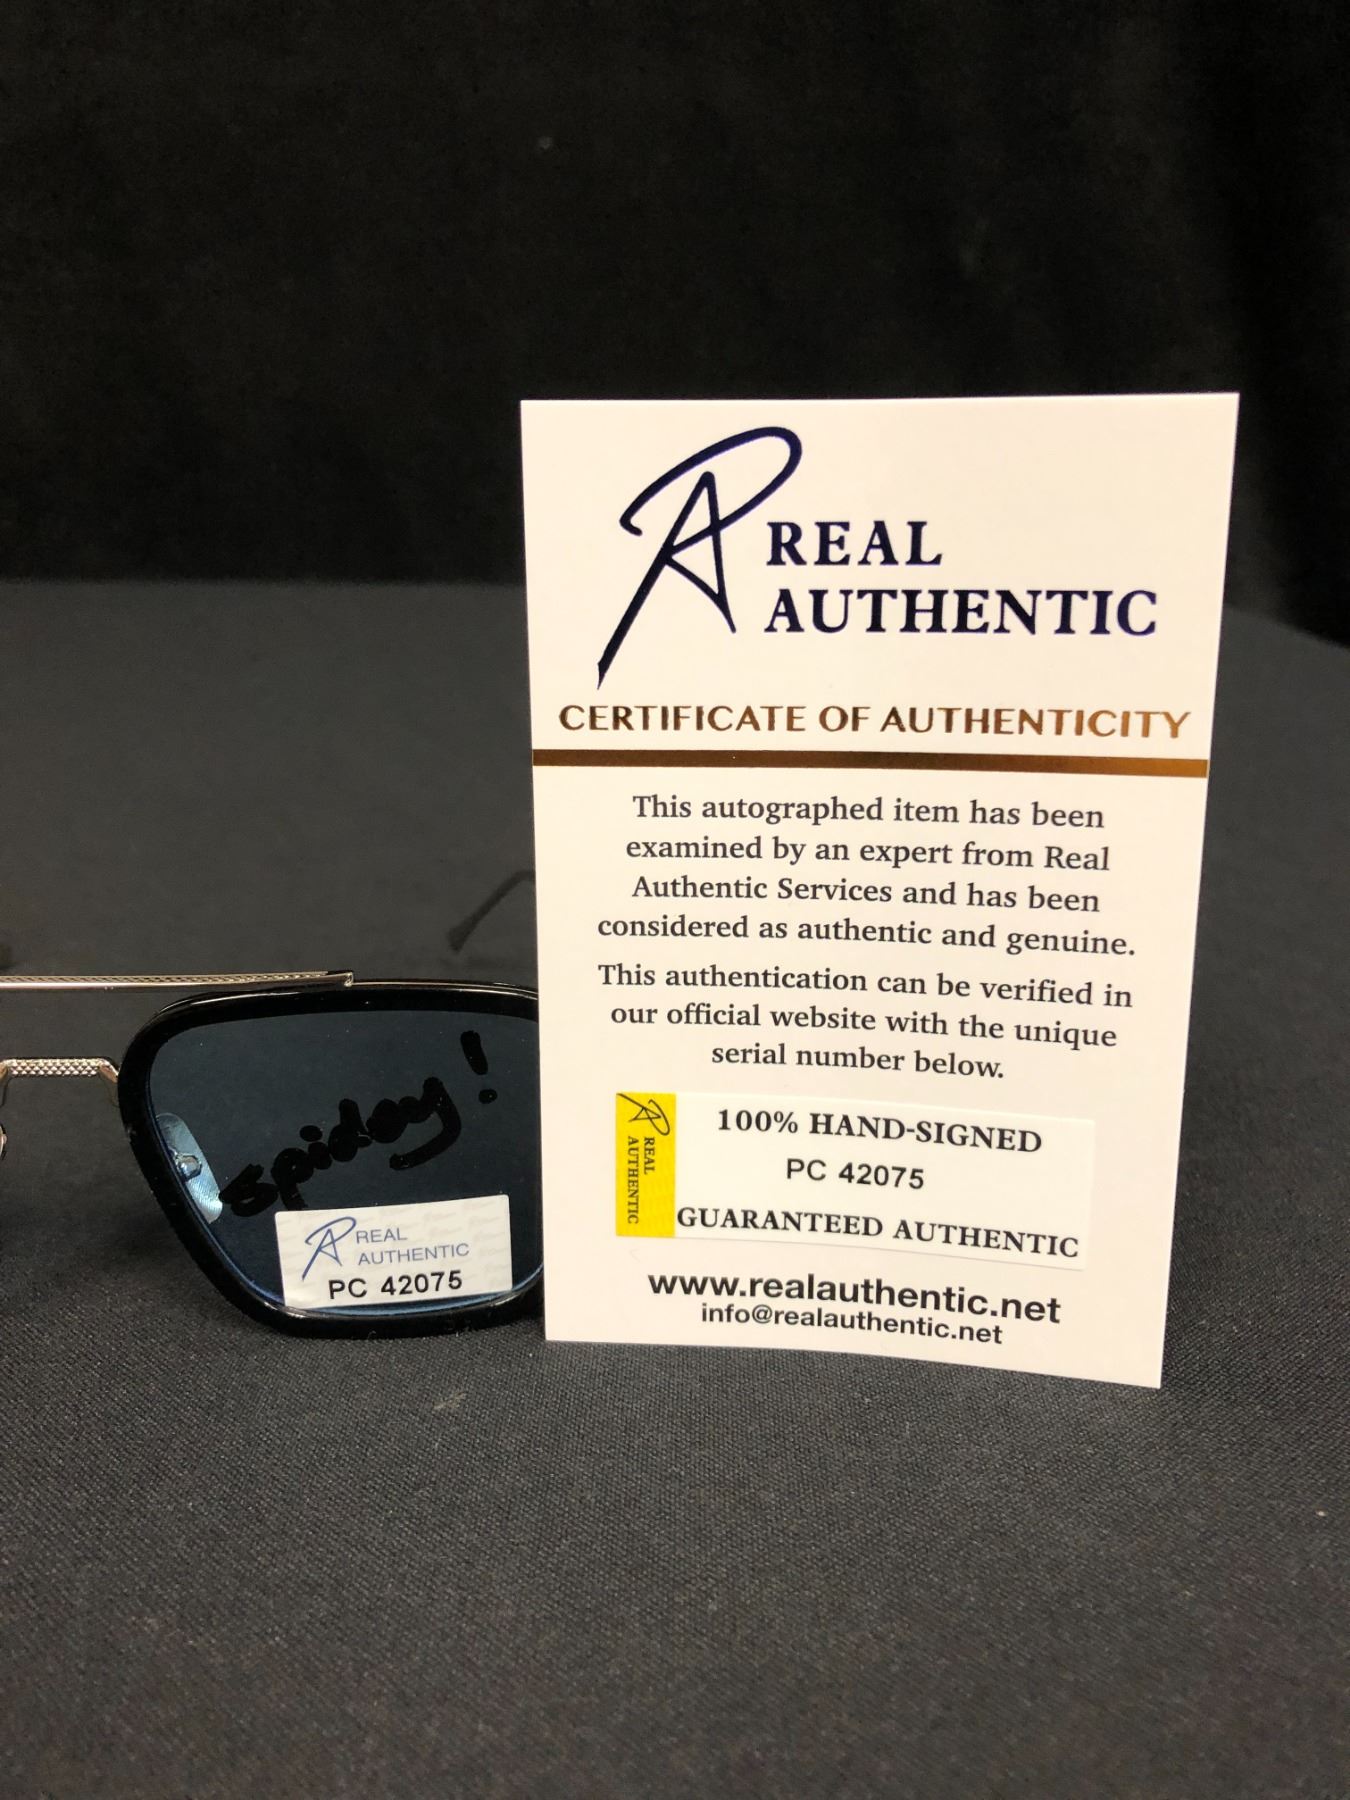 REAL
AUTHENTIC
CERTIFICATE OF AUTHENTICITY
This autographed item has been
examined by an expert from Real
Authentic Services and has been
considered as authentic and genuine.
This authentication can be verified in
our official website with the unique
serial number below.
REAL
AUTHENTIC
100% HAND-SIGNED
PC 42075
GUARANTEED AUTHENTIC
www.realauthentic.net
info@realauthentic.net
spidey!
REAL
AUTHENTIC
PC 42075